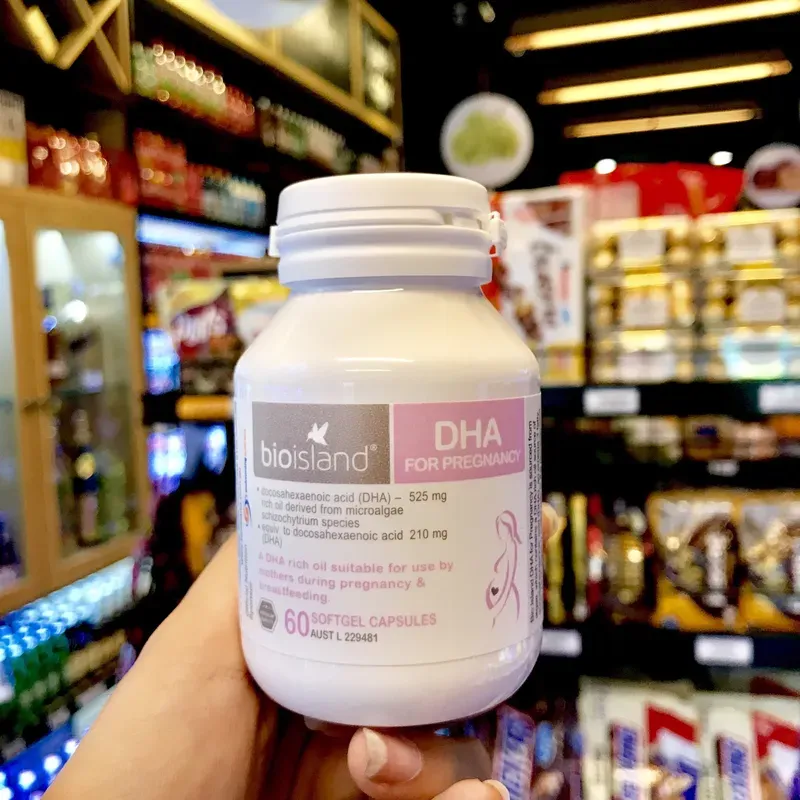 bioisland®
DHA
FOR PREGNANCY
• docosahexaenoic acid (DHA) – 525 mg
rich oil derived from microalgae
schizochytrium species
• equiv to docosahexaenoic acid 210 mg
(DHA)
A DHA rich oil suitable for use by
mothers during pregnancy &
breastfeeding.
60 SOFTGEL CAPSULES
AUST L 229481